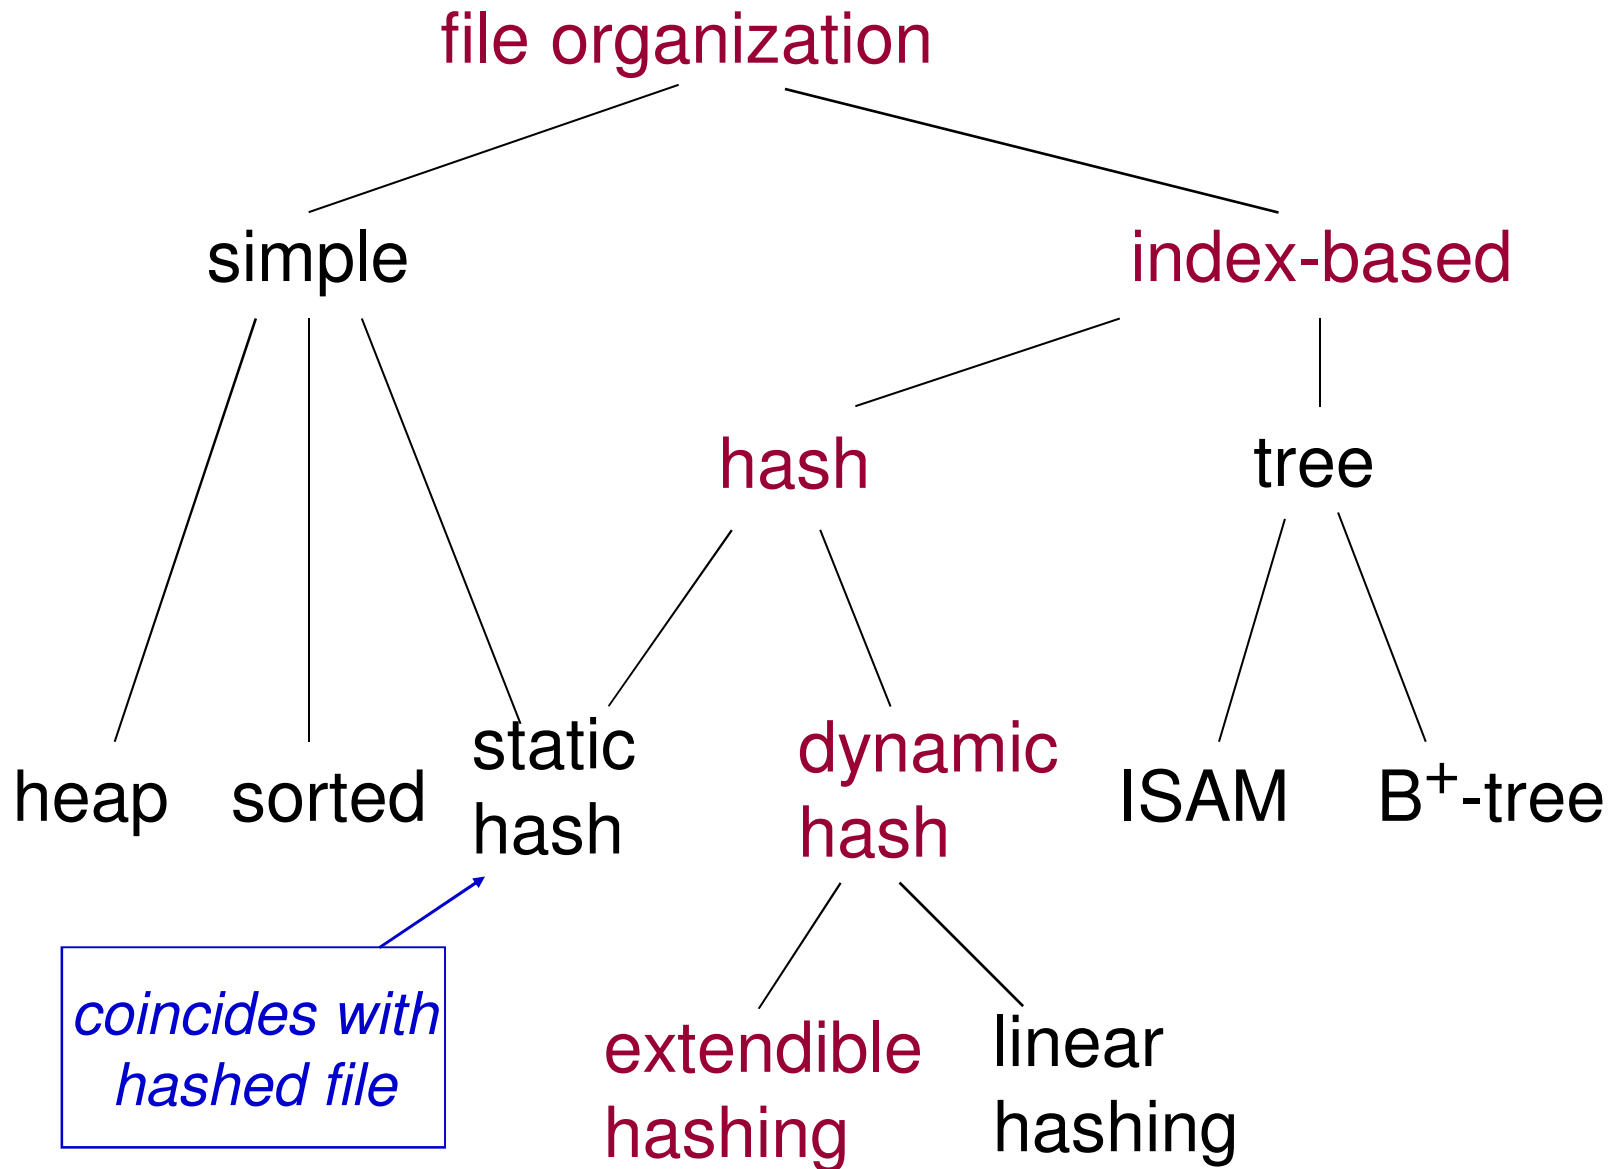 file organization
simple
index-based
hash
tree
heap
sorted
static
hash
dynamic
hash
ISAM
B⁺-tree
coincides with
hashed file
extendible
hashing
linear
hashing